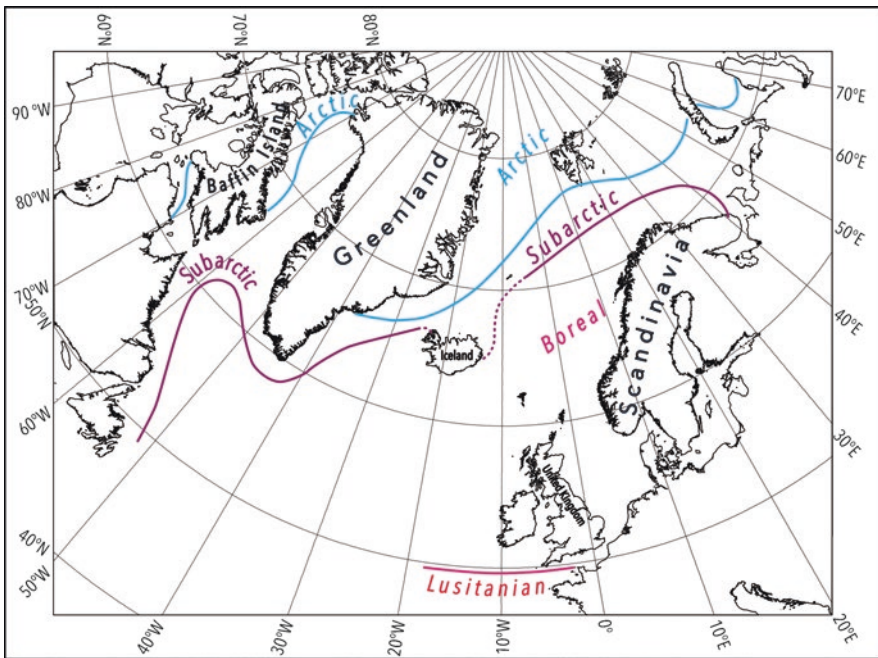 60°N
70°N
80°N
90°W
80°W
70°W
50°N
60°W
40°N
50°W
40°W
30°W
20°W
10°W
0°
10°E
20°E
30°E
40°E
50°E
60°E
70°E
Arctic
Baffin Island
Greenland
Arctic
Subarctic
Subarctic
Boreal
Scandinavia
Iceland
United Kingdom
Lusitanian